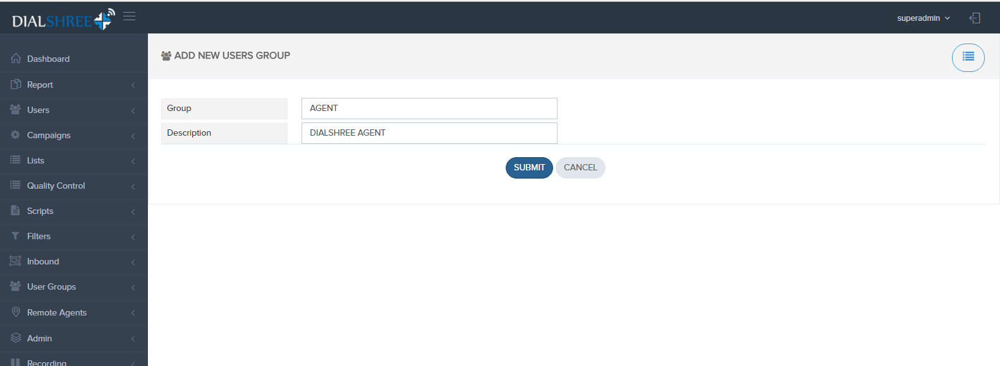 DIALSHREE
superadmin
Dashboard
Report
Users
Campaigns
Lists
Quality Control
Scripts
Filters
Inbound
User Groups
Remote Agents
Admin
Recording
ADD NEW USERS GROUP
Group AGENT
Description DIALSHREE AGENT
SUBMIT CANCEL